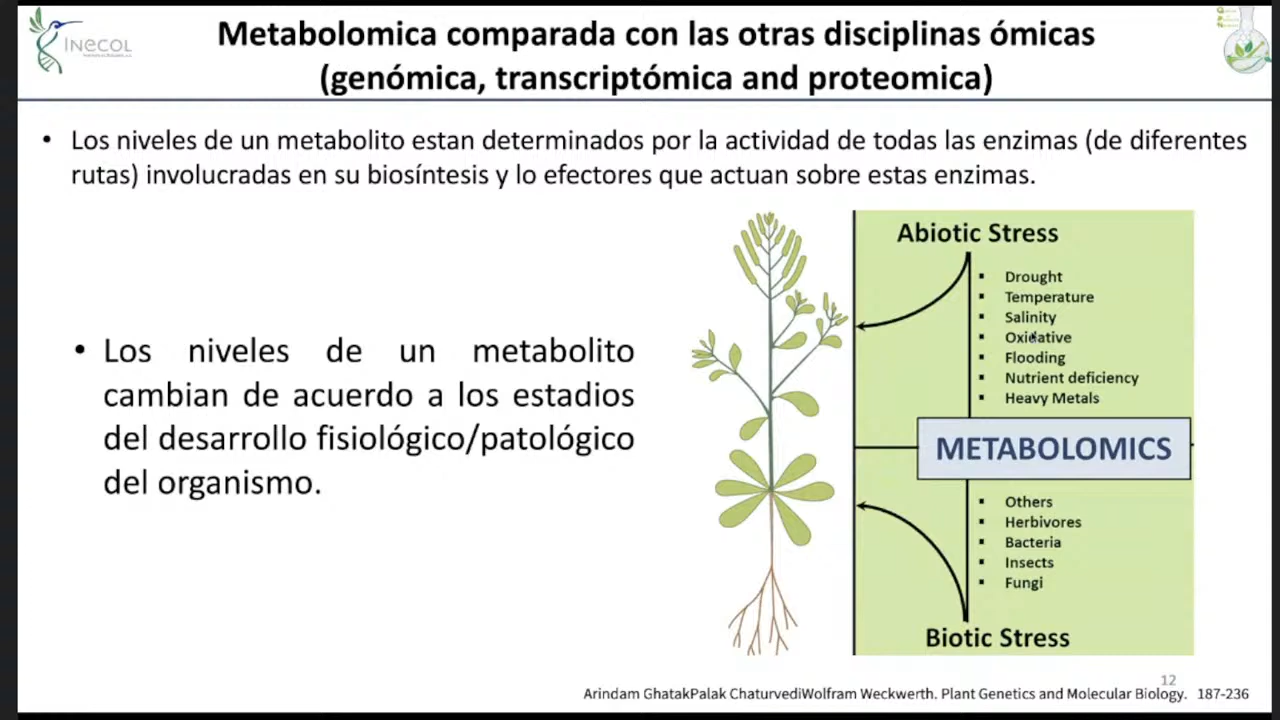 INECOL
Metabolomica comparada con las otras disciplinas ómicas
(genómica, transcriptómica and proteomica)
• Los niveles de un metabolito estan determinados por la actividad de todas las enzimas (de diferentes
rutas) involucradas en su biosíntesis y lo efectores que actuan sobre estas enzimas.
• Los niveles de un metabolito
cambian de acuerdo a los estadios
del desarrollo fisiológico/patológico
del organismo.
Abiotic Stress
▪ Drought
▪ Temperature
▪ Salinity
▪ Oxidative
▪ Flooding
▪ Nutrient deficiency
▪ Heavy Metals
METABOLOMICS
▪ Others
▪ Herbivores
▪ Bacteria
▪ Insects
▪ Fungi
Biotic Stress
12
Arindam GhatakPalak ChaturvediWolfram Weckwerth. Plant Genetics and Molecular Biology. 187-236